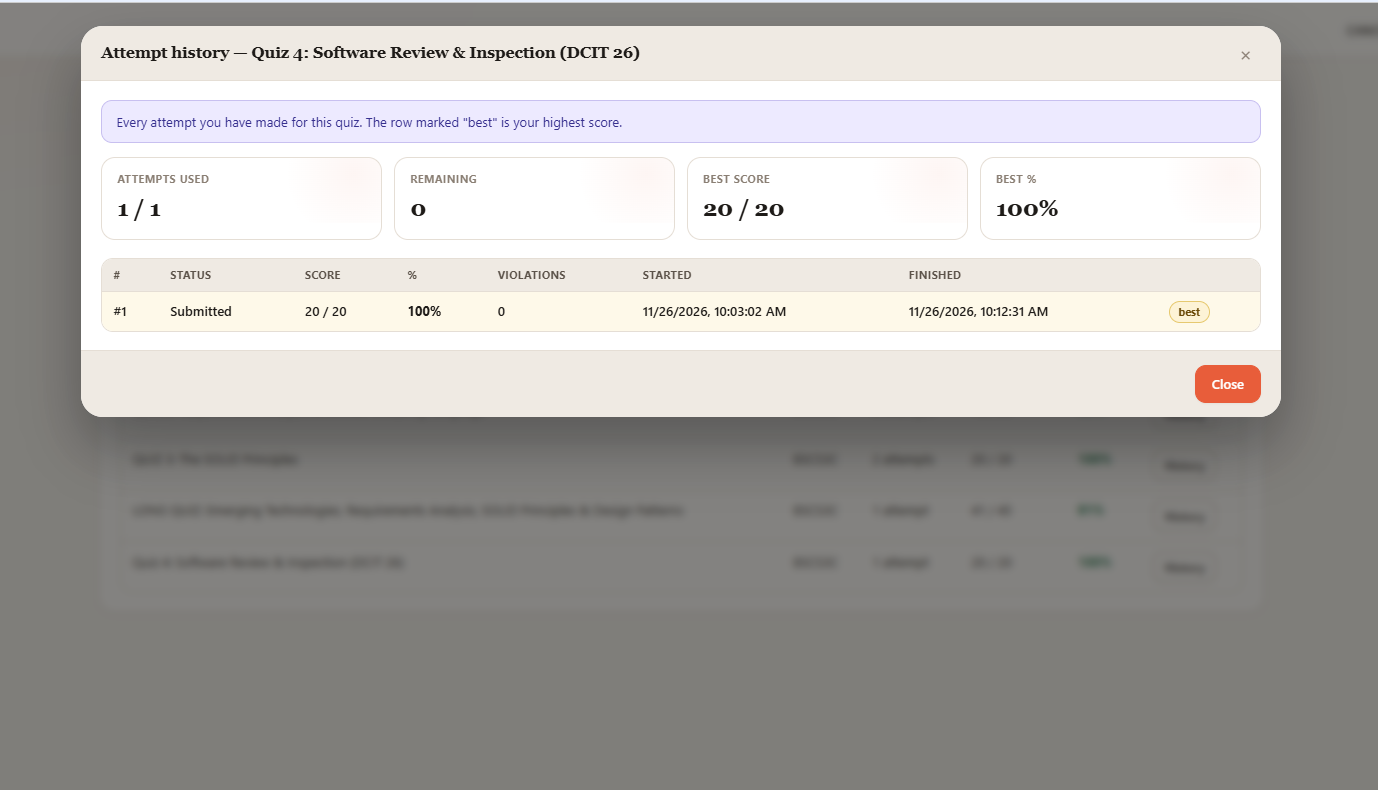 Attempt history — Quiz 4: Software Review & Inspection (DCIT 26)
×
Every attempt you have made for this quiz. The row marked "best" is your highest score.
ATTEMPTS USED
1 / 1
REMAINING
0
BEST SCORE
20 / 20
BEST %
100%
# STATUS SCORE % VIOLATIONS STARTED FINISHED
#1 Submitted 20 / 20 100% 0 11/26/2026, 10:03:02 AM 11/26/2026, 10:12:31 AM best
Close